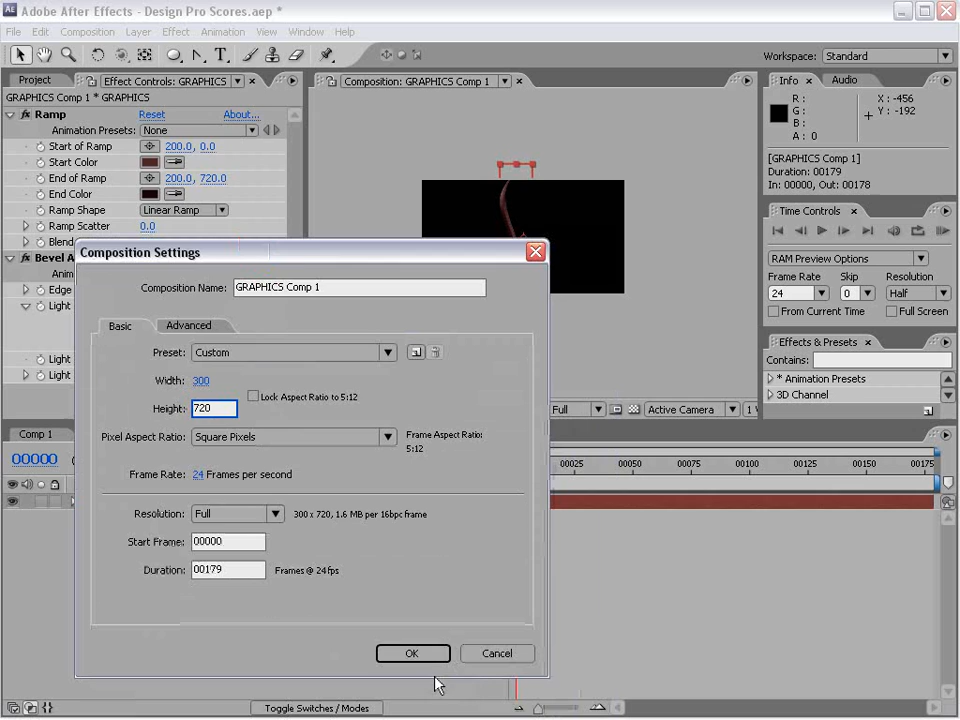 Adobe After Effects - Design Pro Scores.aep *
File Edit Composition Layer Effect Animation View Window Help
Workspace: Standard
Project Effect Controls: GRAPHICS Composition: GRAPHICS Comp 1 Info Audio
GRAPHICS Comp 1 * GRAPHICS
Ramp Reset About...
Animation Presets: None
Start of Ramp 200.0, 0.0
Start Color
End of Ramp 200.0, 720.0
End Color
Ramp Shape Linear Ramp
Ramp Scatter 0.0
Blend
Bevel A
Anim
Edge
Light
Light
Light
R :
G :
B :
A : 0
X : -456
Y : -192
[GRAPHICS Comp 1]
Duration: 00179
In: 00000, Out: 00178
Time Controls
RAM Preview Options
Frame Rate Skip Resolution
24 0 Half
From Current Time Full Screen
Effects & Presets
Contains:
* Animation Presets
3D Channel
Composition Settings
Composition Name: GRAPHICS Comp 1
Basic Advanced
Preset: Custom
Width: 300
Lock Aspect Ratio to 5:12
Height: 720
Pixel Aspect Ratio: Square Pixels
Frame Aspect Ratio:
5:12
Frame Rate: 24 Frames per second
Resolution: Full 300 x 720, 1.6 MB per 16bpc frame
Start Frame: 00000
Duration: 00179 Frames @ 24fps
OK Cancel
Full Active Camera 1
Comp 1
00000
00025 00050 00075 00100 00125 00150 00175
Toggle Switches / Modes